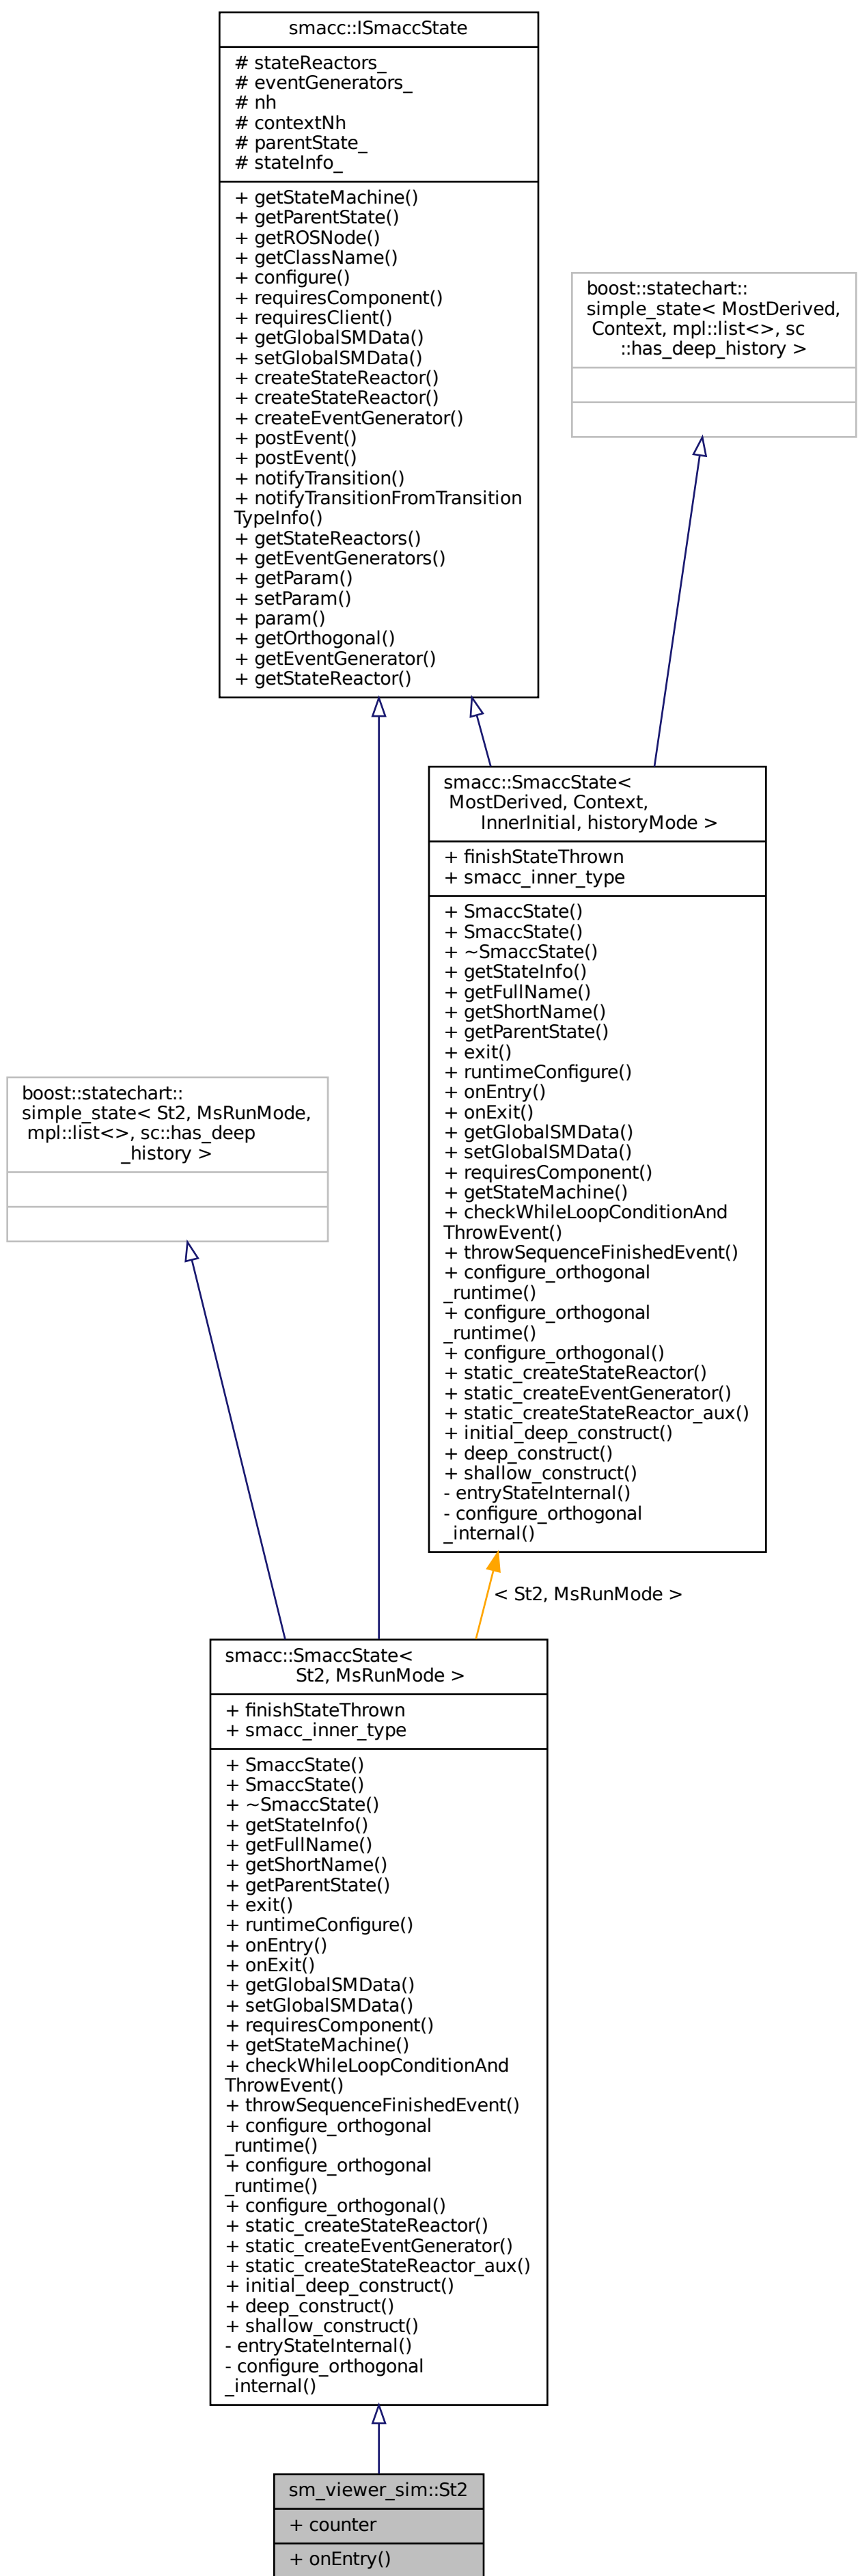 smacc::ISmaccState
# stateReactors_
# eventGenerators_
# nh
# contextNh
# parentState_
# stateInfo_
+ getStateMachine()
+ getParentState()
+ getROSNode()
+ getClassName()
+ configure()
+ requiresComponent()
+ requiresClient()
+ getGlobalSMData()
+ setGlobalSMData()
+ createStateReactor()
+ createStateReactor()
+ createEventGenerator()
+ postEvent()
+ postEvent()
+ notifyTransition()
+ notifyTransitionFromTransition
TypeInfo()
+ getStateReactors()
+ getEventGenerators()
+ getParam()
+ setParam()
+ param()
+ getOrthogonal()
+ getEventGenerator()
+ getStateReactor()
boost::statechart::
simple_state< MostDerived,
Context, mpl::list<>, sc
::has_deep_history >
smacc::SmaccState<
MostDerived, Context,
InnerInitial, historyMode >
+ finishStateThrown
+ smacc_inner_type
+ SmaccState()
+ SmaccState()
+ ~SmaccState()
+ getStateInfo()
+ getFullName()
+ getShortName()
+ getParentState()
+ exit()
+ runtimeConfigure()
+ onEntry()
+ onExit()
+ getGlobalSMData()
+ setGlobalSMData()
+ requiresComponent()
+ getStateMachine()
+ checkWhileLoopConditionAnd
ThrowEvent()
+ throwSequenceFinishedEvent()
+ configure_orthogonal
_runtime()
+ configure_orthogonal
_runtime()
+ configure_orthogonal()
+ static_createStateReactor()
+ static_createEventGenerator()
+ static_createStateReactor_aux()
+ initial_deep_construct()
+ deep_construct()
+ shallow_construct()
- entryStateInternal()
- configure_orthogonal
_internal()
boost::statechart::
simple_state< St2, MsRunMode,
mpl::list<>, sc::has_deep
_history >
< St2, MsRunMode >
smacc::SmaccState<
St2, MsRunMode >
+ finishStateThrown
+ smacc_inner_type
+ SmaccState()
+ SmaccState()
+ ~SmaccState()
+ getStateInfo()
+ getFullName()
+ getShortName()
+ getParentState()
+ exit()
+ runtimeConfigure()
+ onEntry()
+ onExit()
+ getGlobalSMData()
+ setGlobalSMData()
+ requiresComponent()
+ getStateMachine()
+ checkWhileLoopConditionAnd
ThrowEvent()
+ throwSequenceFinishedEvent()
+ configure_orthogonal
_runtime()
+ configure_orthogonal
_runtime()
+ configure_orthogonal()
+ static_createStateReactor()
+ static_createEventGenerator()
+ static_createStateReactor_aux()
+ initial_deep_construct()
+ deep_construct()
+ shallow_construct()
- entryStateInternal()
- configure_orthogonal
_internal()
sm_viewer_sim::St2
+ counter
+ onEntry()